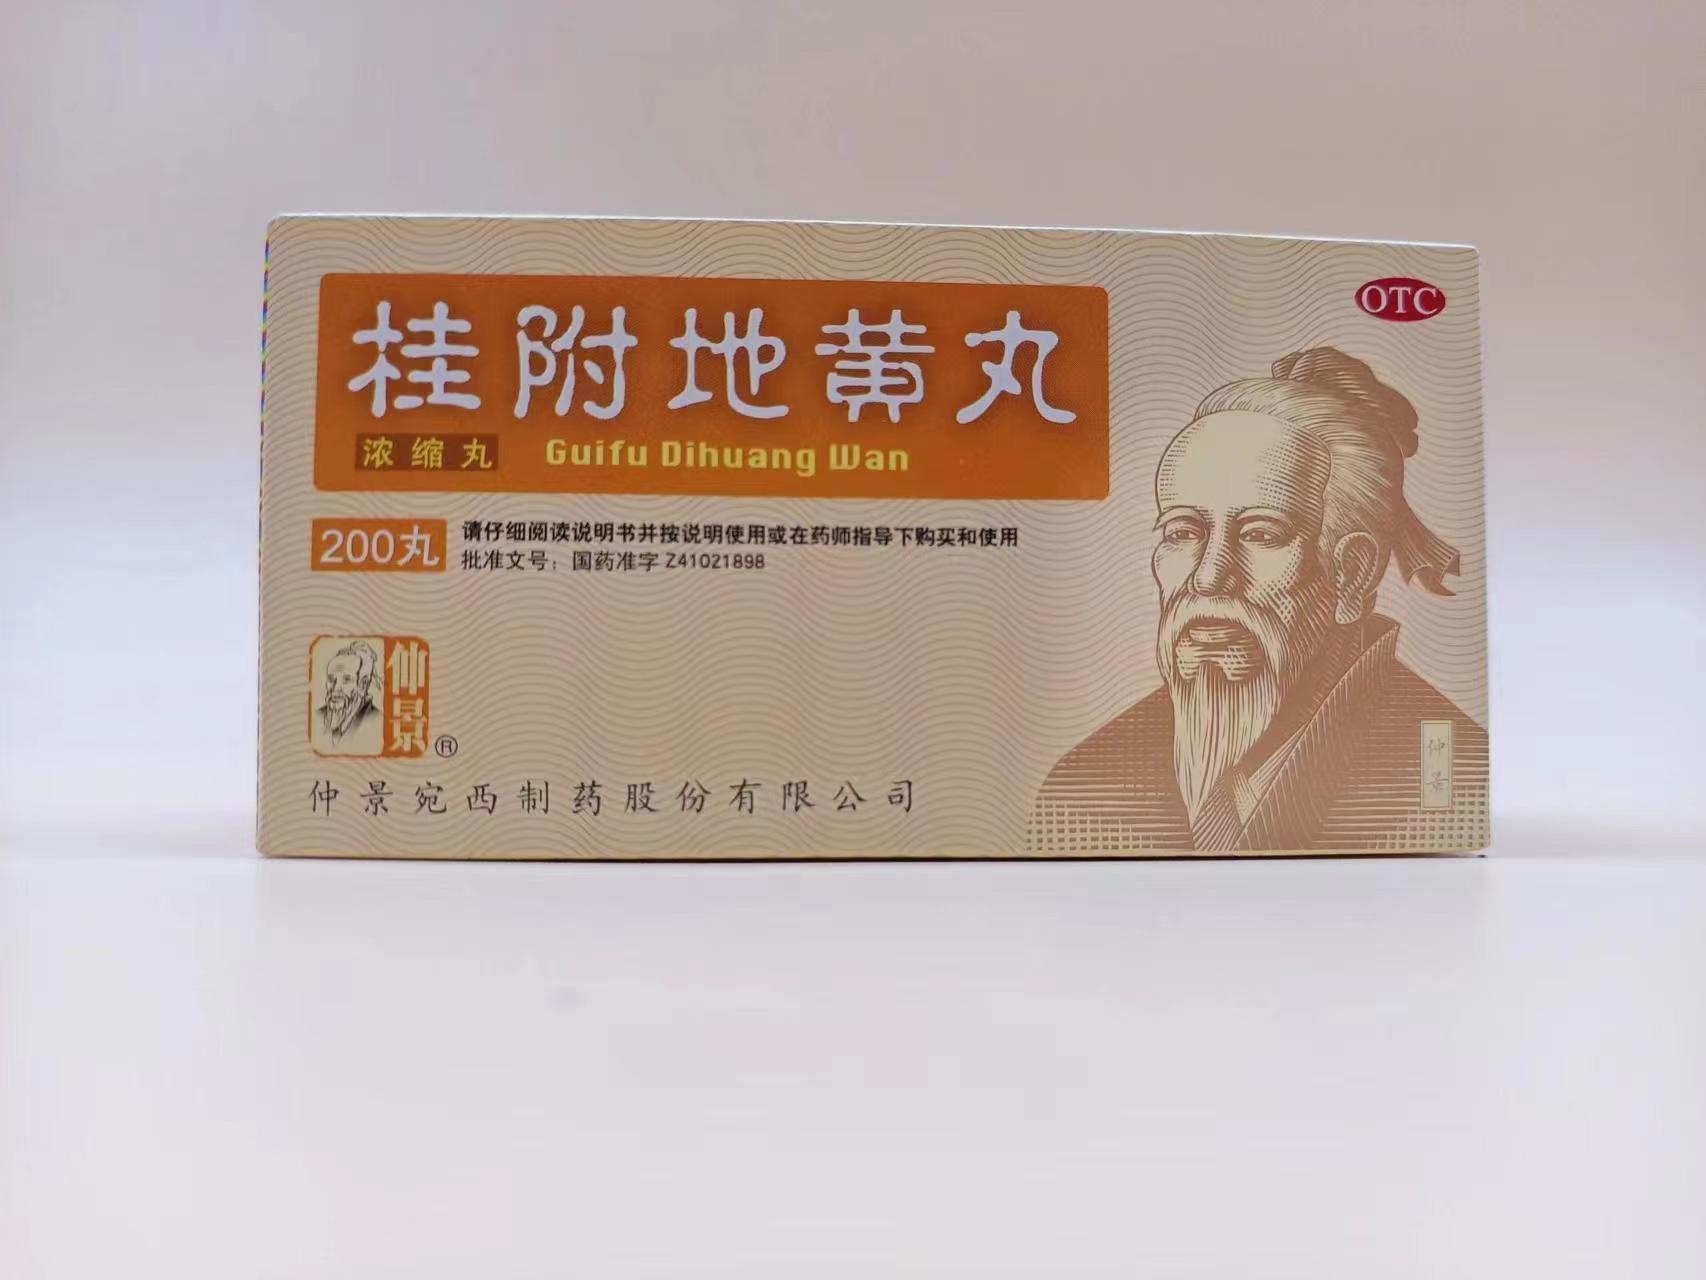 OTC
桂附地黄丸
浓缩丸 Guifu Dihuang Wan
200丸
请仔细阅读说明书并按说明使用或在药师指导下购买和使用
批准文号：国药准字 Z41021898
仲景
®
仲景宛西制药股份有限公司
仲景